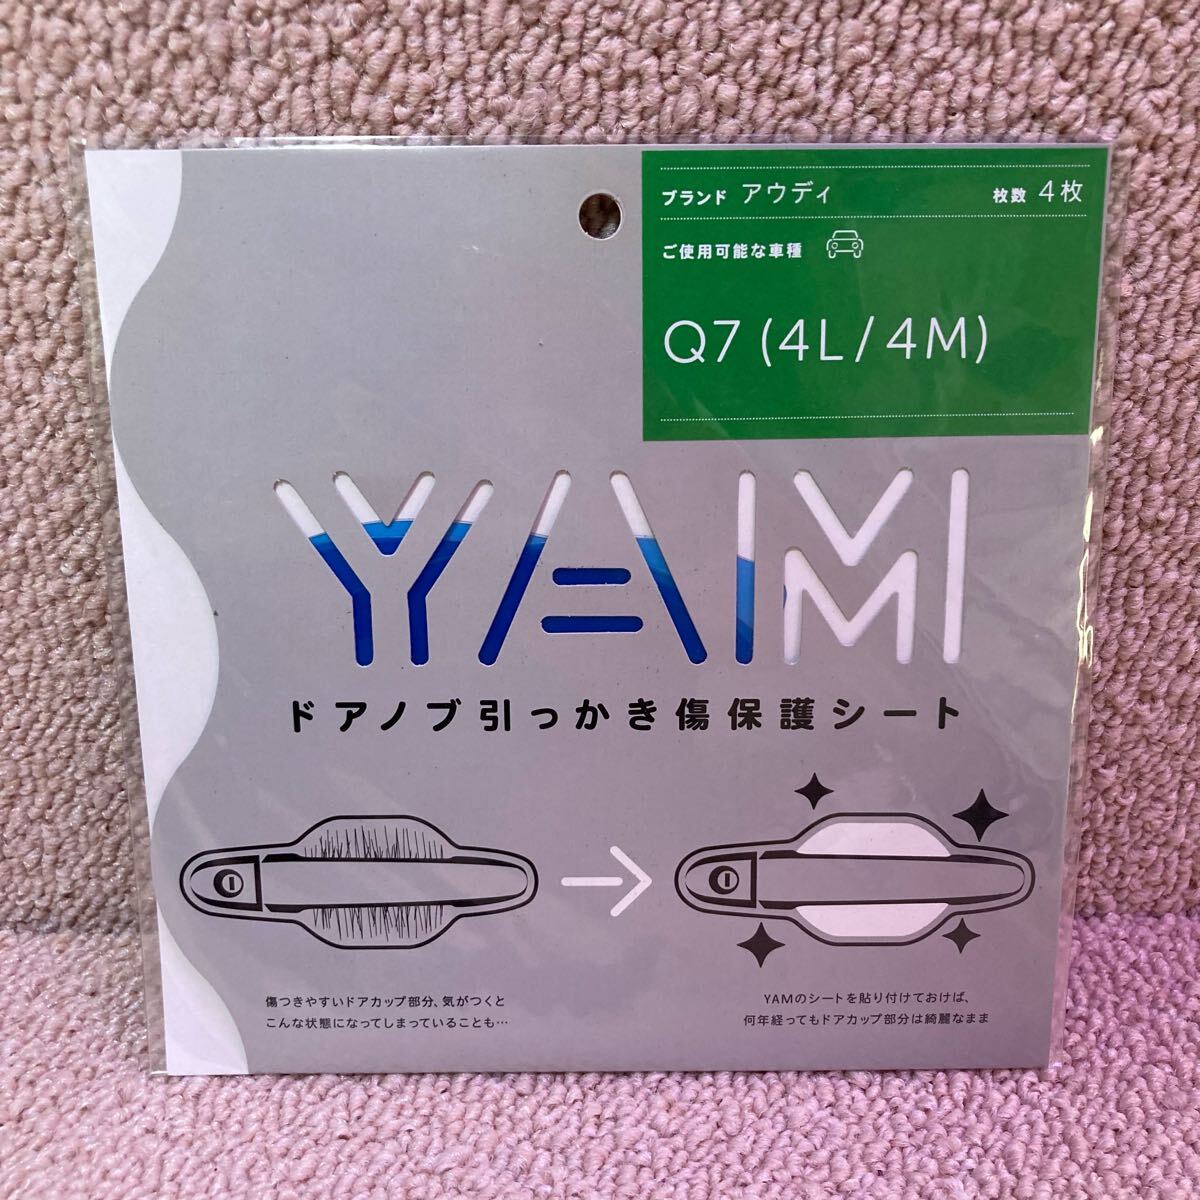 ブランド アウディ 枚数 4枚
ご使用可能な車種
Q7 (4L/4M)
YAM
ドアノブ引っかき傷保護シート
傷つきやすいドアカップ部分、気がつくと
こんな状態になってしまっていることも…
YAMのシートを貼り付けておけば、
何年経ってもドアカップ部分は綺麗なまま